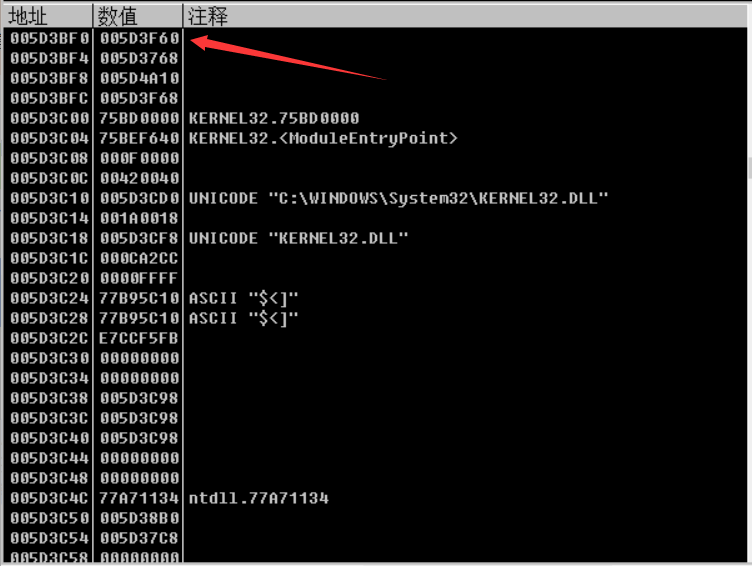 地址 数值 注释
005D3BF0 005D3F60
005D3BF4 005D3768
005D3BF8 005D4A10
005D3BFC 005D3F68
005D3C00 75BD0000 KERNEL32.75BD0000
005D3C04 75BEF640 KERNEL32.<ModuleEntryPoint>
005D3C08 000F0000
005D3C0C 00420040
005D3C10 005D3CD0 UNICODE "C:\WINDOWS\System32\KERNEL32.DLL"
005D3C14 001A0018
005D3C18 005D3CF8 UNICODE "KERNEL32.DLL"
005D3C1C 000CA2CC
005D3C20 0000FFFF
005D3C24 77B95C10 ASCII "$<]"
005D3C28 77B95C10 ASCII "$<]"
005D3C2C E7CCF5FB
005D3C30 00000000
005D3C34 00000000
005D3C38 005D3C98
005D3C3C 005D3C98
005D3C40 005D3C98
005D3C44 00000000
005D3C48 00000000
005D3C4C 77A71134 ntdll.77A71134
005D3C50 005D38B0
005D3C54 005D37C8
005D3C58 00000000